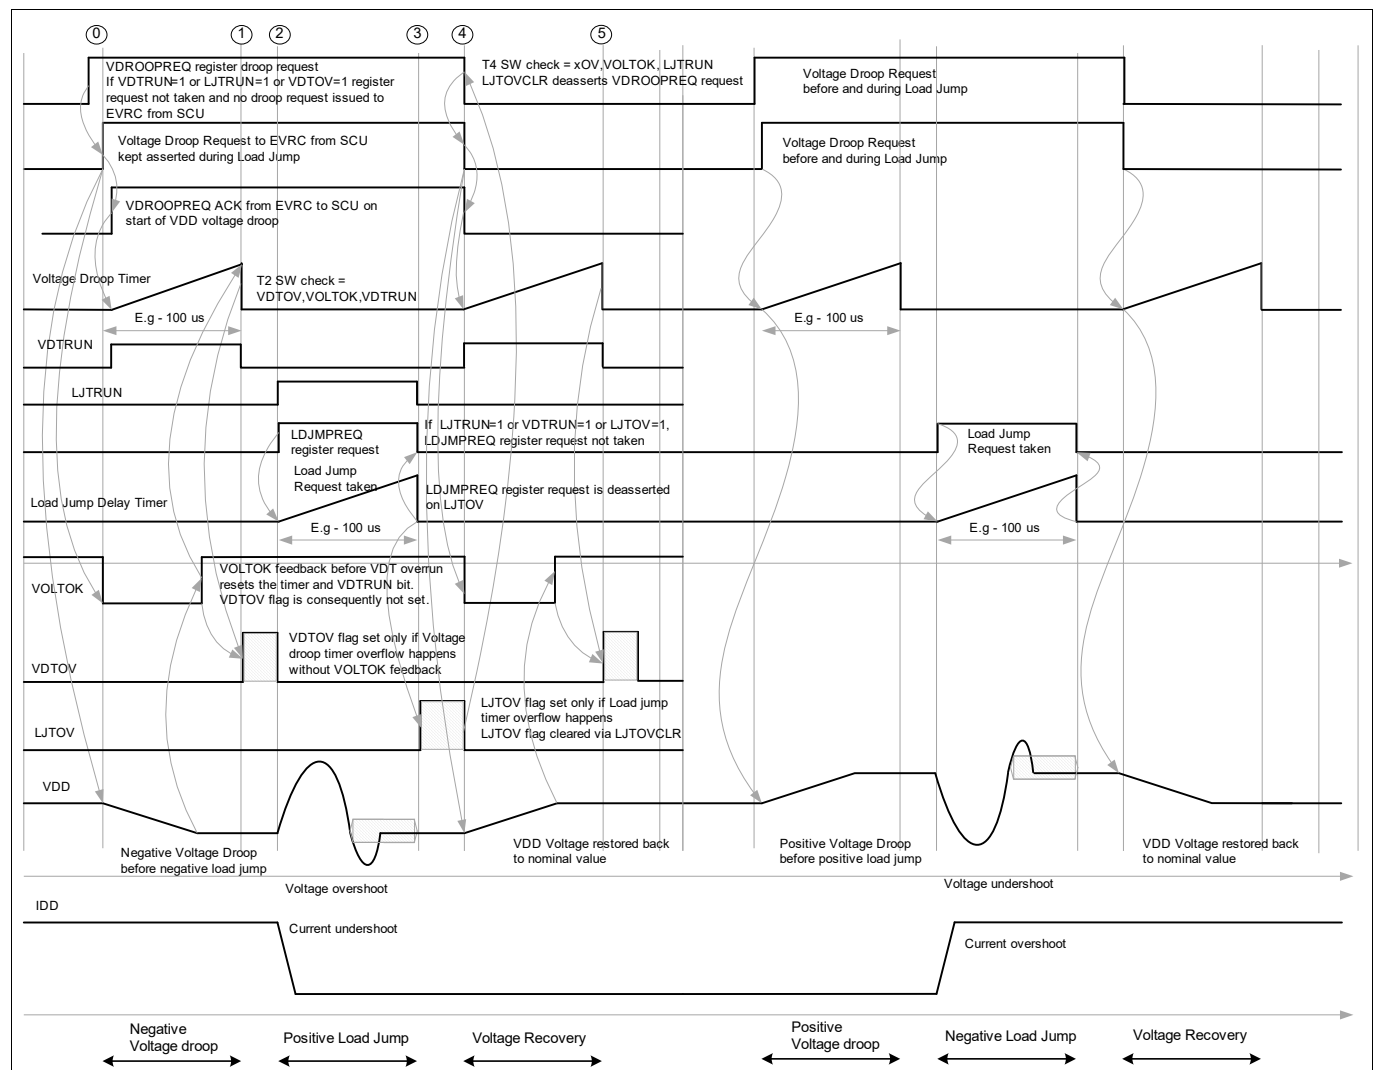 0 1 2 3 4 5
VDROOPREQ register droop request
If VDTRUN=1 or LJTRUN=1 or VDTOV=1 register
request not taken and no droop request issued to
EVRC from SCU
T4 SW check = xOV,VOLTOK, LJTRUN
LJTOVCLR deasserts VDROOPREQ request
Voltage Droop Request
before and during Load Jump
Voltage Droop Request to EVRC from SCU
kept asserted during Load Jump
Voltage Droop Request
before and during Load Jump
VDROOPREQ ACK from EVRC to SCU on
start of VDD voltage droop
Voltage Droop Timer
T2 SW check =
VDTOV,VOLTOK,VDTRUN
E.g - 100 us
E.g - 100 us
VDTRUN
LJTRUN
LDJMPREQ
register request
If LJTRUN=1 or VDTRUN=1 or LJTOV=1,
LDJMPREQ register request not taken
Load Jump
Request taken
Load Jump
Request taken
Load Jump Delay Timer
LDJMPREQ register request is deasserted
on LJTOV
E.g - 100 us
E.g - 100 us
VOLTOK
VOLTOK feedback before VDT overrun
resets the timer and VDTRUN bit.
VDTOV flag is consequently not set.
VDTOV
VDTOV flag set only if Voltage
droop timer overflow happens
without VOLTOK feedback
LJTOV
LJTOV flag set only if Load jump
timer overflow happens
LJTOV flag cleared via LJTOVCLR
VDD
Negative Voltage Droop
before negative load jump
VDD Voltage restored back
to nominal value
Positive Voltage Droop
before positive load jump
VDD Voltage restored back
to nominal value
Voltage overshoot
Voltage undershoot
IDD
Current undershoot
Current overshoot
Negative
Voltage droop
Positive Load Jump
Voltage Recovery
Positive
Voltage droop
Negative Load Jump
Voltage Recovery